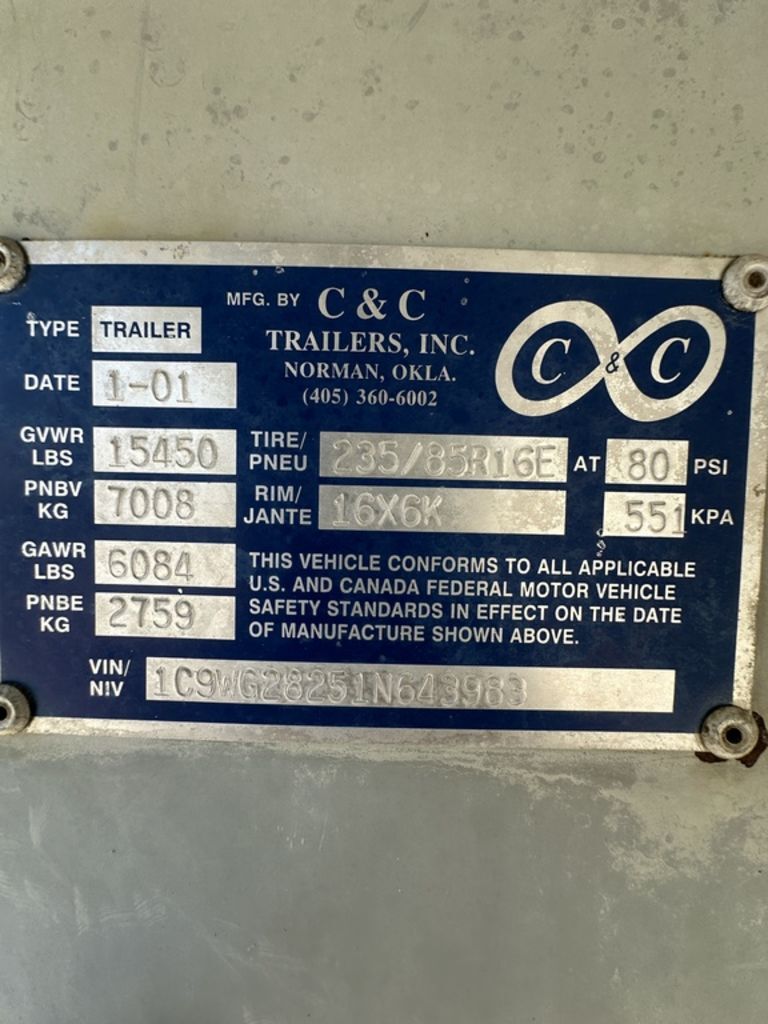 MFG. BY C & C
TRAILERS, INC.
NORMAN, OKLA.
(405) 360-6002
C & C
TYPE TRAILER
DATE 1-01
GVWR LBS 15450
PNBV KG 7008
GAWR LBS 6084
PNBE KG 2759
TIRE/ PNEU 235/85R16E AT 80 PSI
RIM/ JANTE 16X6K 551 KPA
THIS VEHICLE CONFORMS TO ALL APPLICABLE
U.S. AND CANADA FEDERAL MOTOR VEHICLE
SAFETY STANDARDS IN EFFECT ON THE DATE
OF MANUFACTURE SHOWN ABOVE.
VIN/ NIV 1C9WG28251N643983